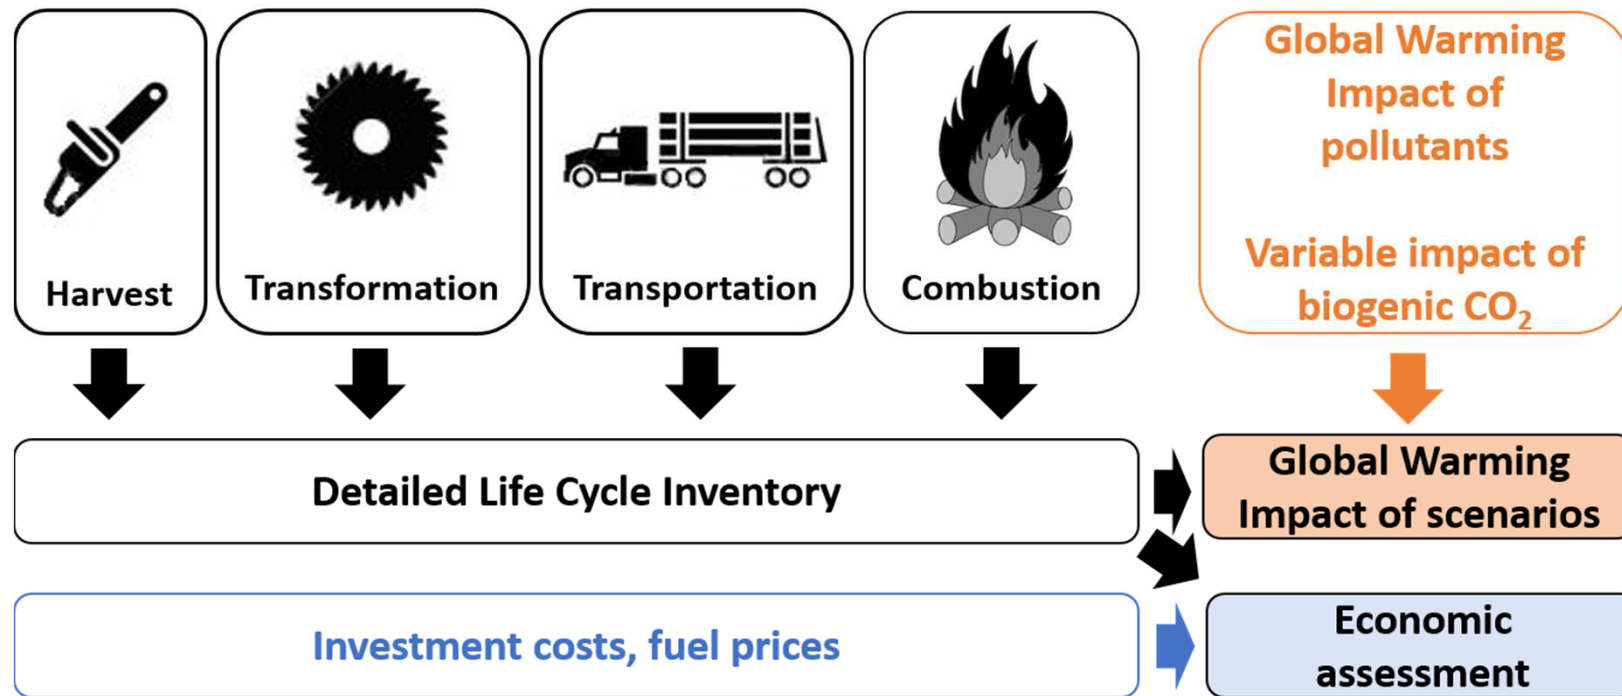 Harvest
Transformation
Transportation
Combustion
Global Warming
Impact of
pollutants
Variable impact of
biogenic CO₂
Detailed Life Cycle Inventory
Global Warming
Impact of scenarios
Investment costs, fuel prices
Economic
assessment